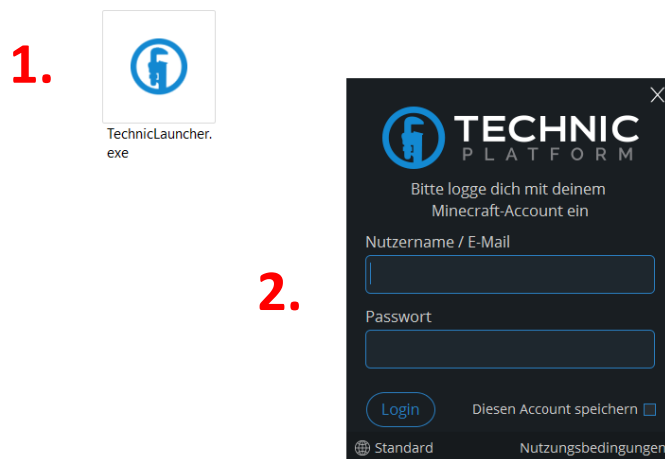 1.
TechnicLauncher.
exe
2.
X
TECHNIC
PLATFORM
Bitte logge dich mit deinem
Minecraft-Account ein
Nutzername / E-Mail
Passwort
Login
Diesen Account speichern
Standard
Nutzungsbedingungen